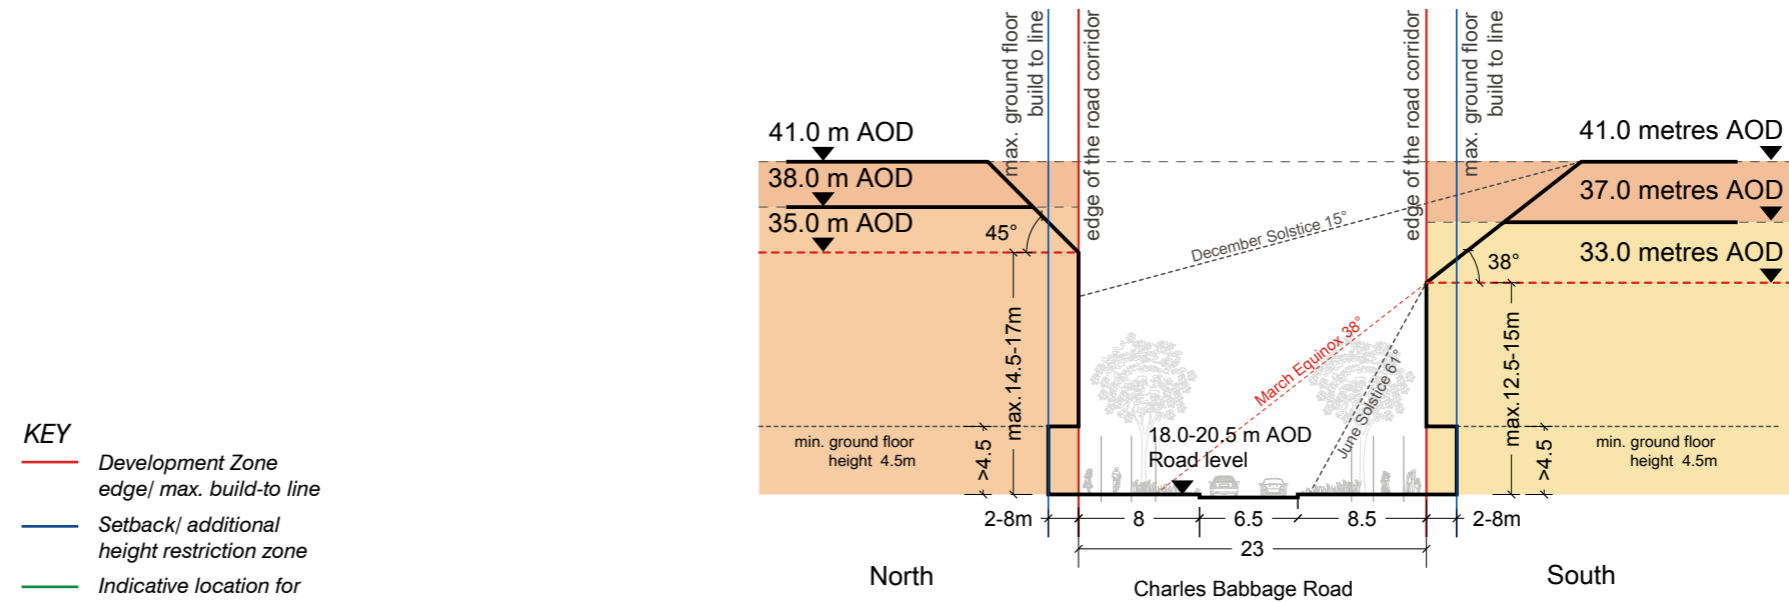 max. ground floor
build to line
edge of the road corridor
edge of the road corridor
max. ground floor
build to line
41.0 m AOD
38.0 m AOD
35.0 m AOD
45°
December Solstice 15°
41.0 metres AOD
37.0 metres AOD
33.0 metres AOD
38°
max.14.5-17m
March Equinox 38°
June Solstice 61°
max.12.5-15m
min. ground floor
height 4.5m
>4.5
18.0-20.5 m AOD
Road level
>4.5
min. ground floor
height 4.5m
2-8m
8
6.5
8.5
2-8m
23
North
Charles Babbage Road
South
KEY
Development Zone
edge/ max. build-to line
Setback/ additional
height restriction zone
Indicative location for